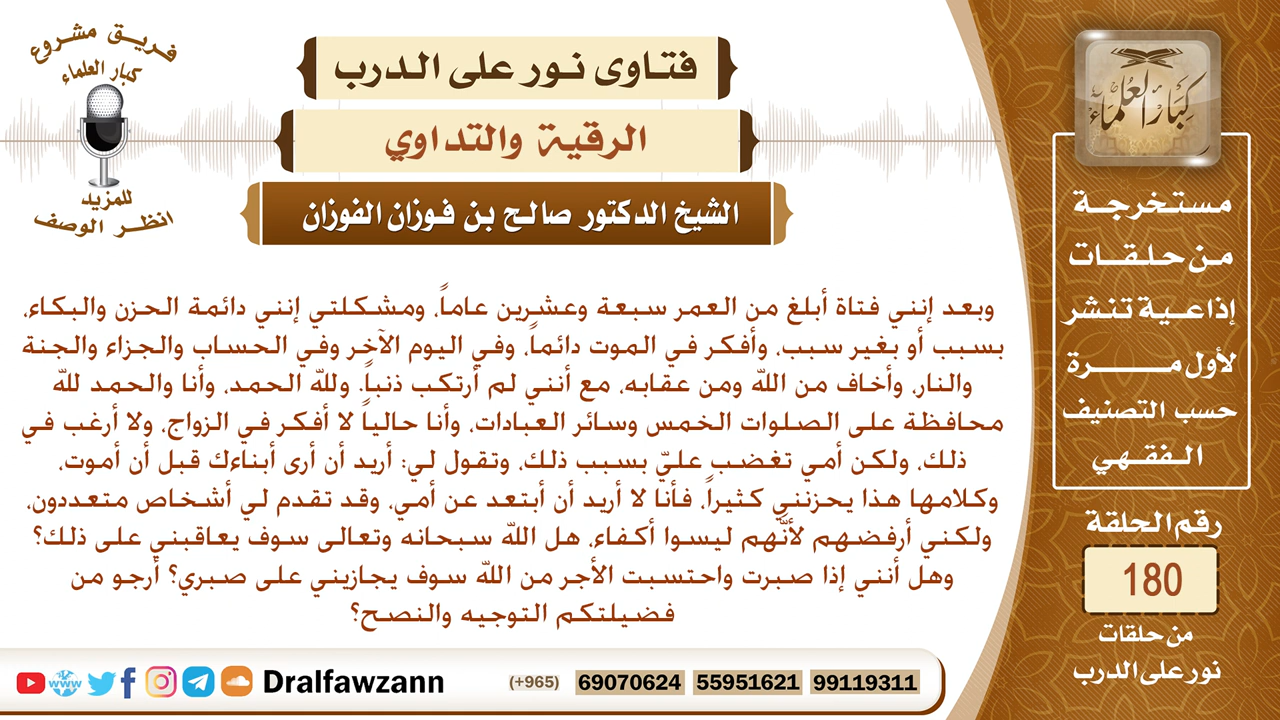 فريق مشروع
كبار العلماء
للمزيد
انظر الوصف
فتاوى نور على الدرب
الرقية والتداوي
الشيخ الدكتور صالح بن فوزان الفوزان
وبعد إنني فتاة أبلغ من العمر سبعة وعشرين عاماً، ومشكلتي إنني دائمة الحزن والبكاء،
بسبب أو بغير سبب، وأفكر في الموت دائماً، وفي اليوم الآخر وفي الحساب والجزاء والجنة
والنار، وأخاف من الله ومن عقابه، مع أنني لم أرتكب ذنباً، ولله الحمد، وأنا والحمد لله
محافظة على الصلوات الخمس وسائر العبادات، وأنا حالياً لا أفكر في الزواج، ولا أرغب في
ذلك، ولكن أمي تغضب عليّ بسبب ذلك، وتقول لي: أريد أن أرى أبناءك قبل أن أموت،
وكلامها هذا يحزنني كثيراً، فأنا لا أريد أن أبتعد عن أمي، وقد تقدم لي أشخاص متعددون،
ولكني أرفضهم لأنَّهم ليسوا أكفاء، هل الله سبحانه وتعالى سوف يعاقبني على ذلك؟
وهل أنني إذا صبرت واحتسبت الأجر من الله سوف يجازيني على صبري؟ أرجو من
فضيلتكم التوجيه والنصح؟
كبار العلماء
مستخرجة
من حلقات
إذاعية تنشر
لأول مرة
حسب التصنيف
الفقهي
رقم الحلقة
180
من حلقات
نور على الدرب
Dralfawzann (+965) 69070624 55951621 99119311